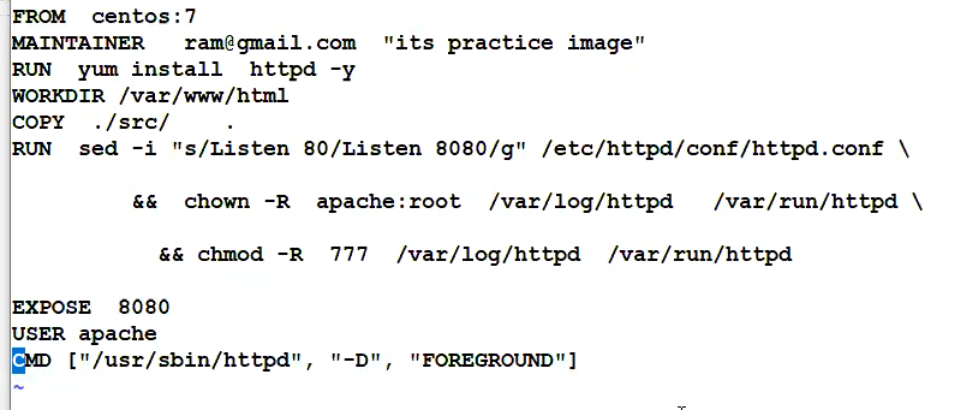 FROM  centos:7
MAINTAINER   ram@gmail.com  "its practice image"
RUN  yum install  httpd -y
WORKDIR /var/www/html
COPY  ./src/    .
RUN  sed -i "s/Listen 80/Listen 8080/g" /etc/httpd/conf/httpd.conf \
&&  chown -R  apache:root  /var/log/httpd   /var/run/httpd \
&& chmod -R  777  /var/log/httpd  /var/run/httpd
EXPOSE  8080
USER apache
CMD ["/usr/sbin/httpd", "-D", "FOREGROUND"]
~